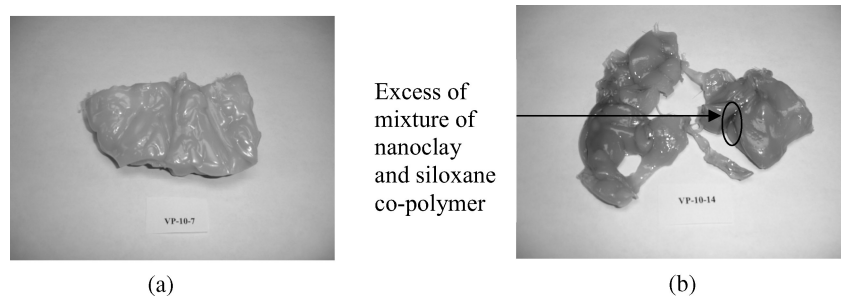 Excess of
mixture of
nanoclay
and siloxane
co-polymer
VP-10-7
VP-10-14
(a)
(b)